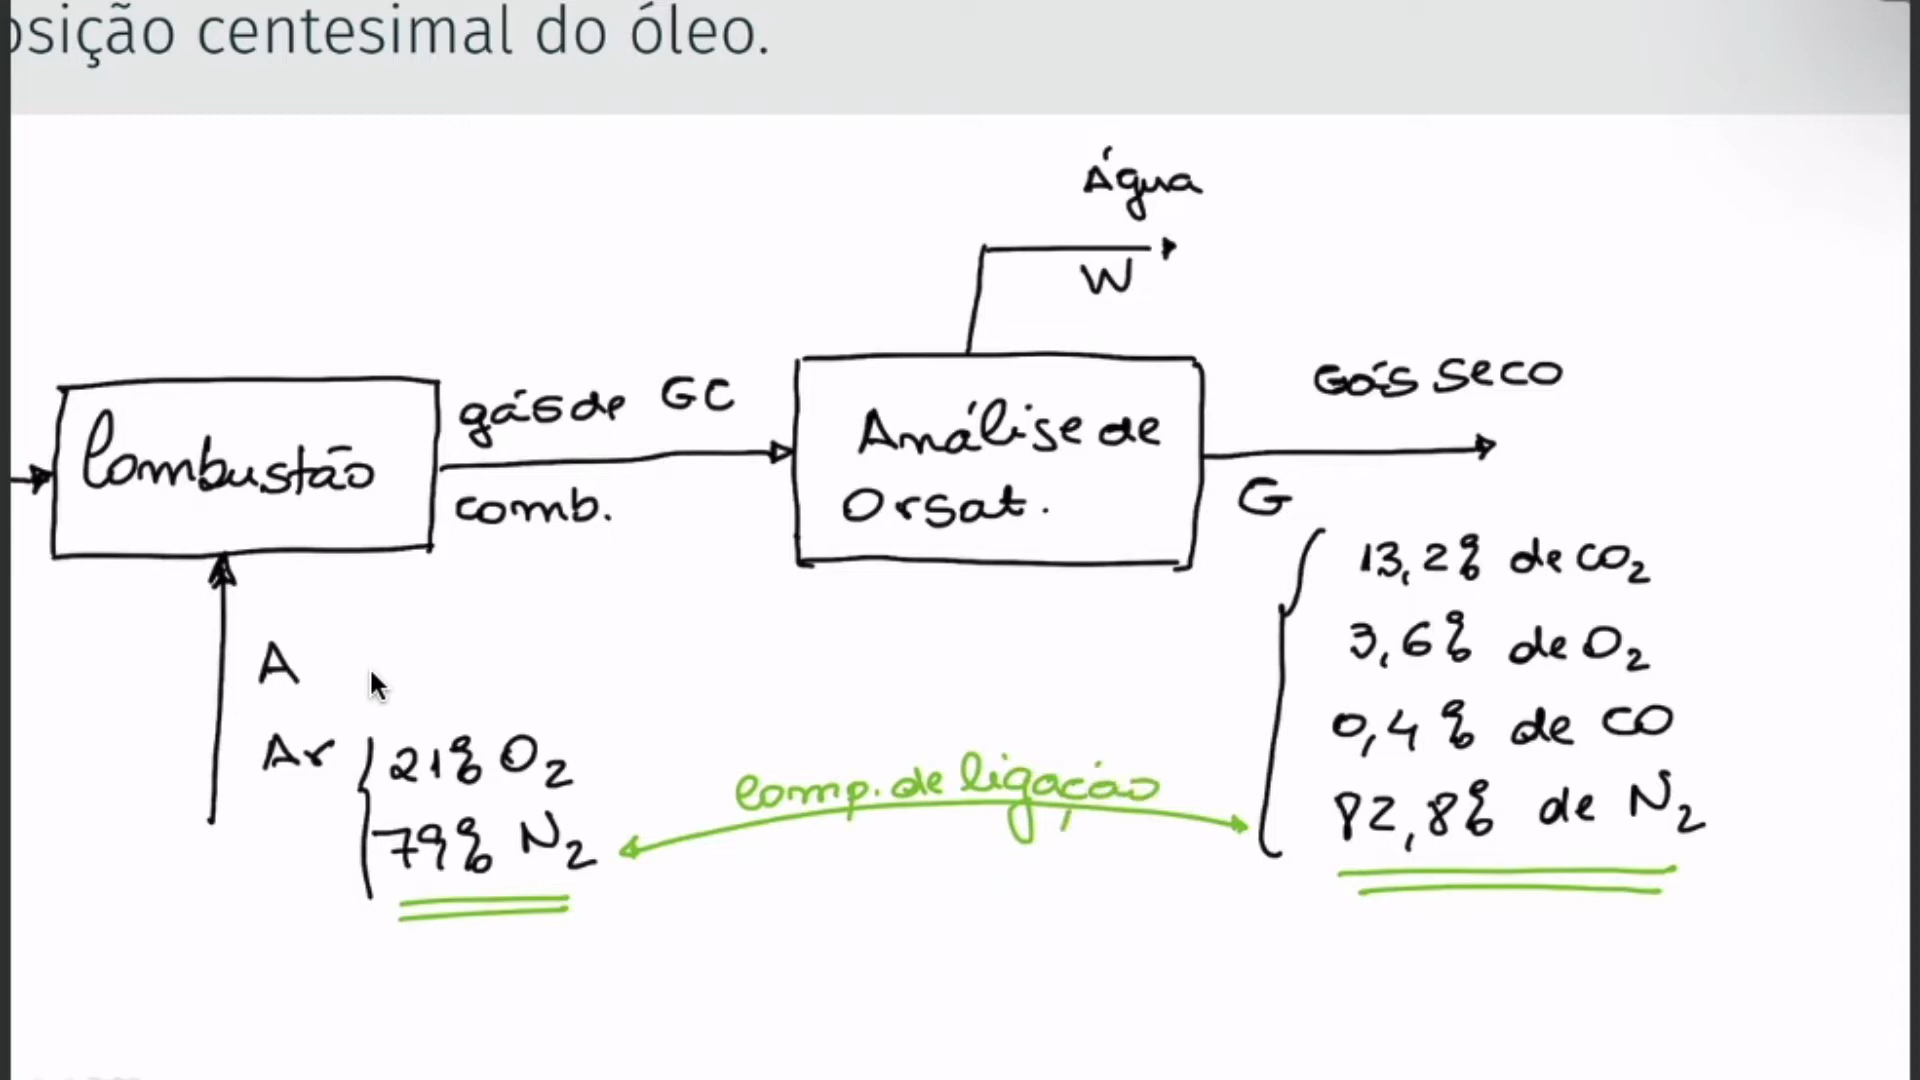 osição centesimal do óleo.
Água
W
gás de GC
comb.
Combustão
Análise de
Orsat.
Gás seco
G
13,2% de CO2
3,6% de O2
0,4% de CO
82,8% de N2
A
Ar
21% O2
79% N2
Comp. de ligação